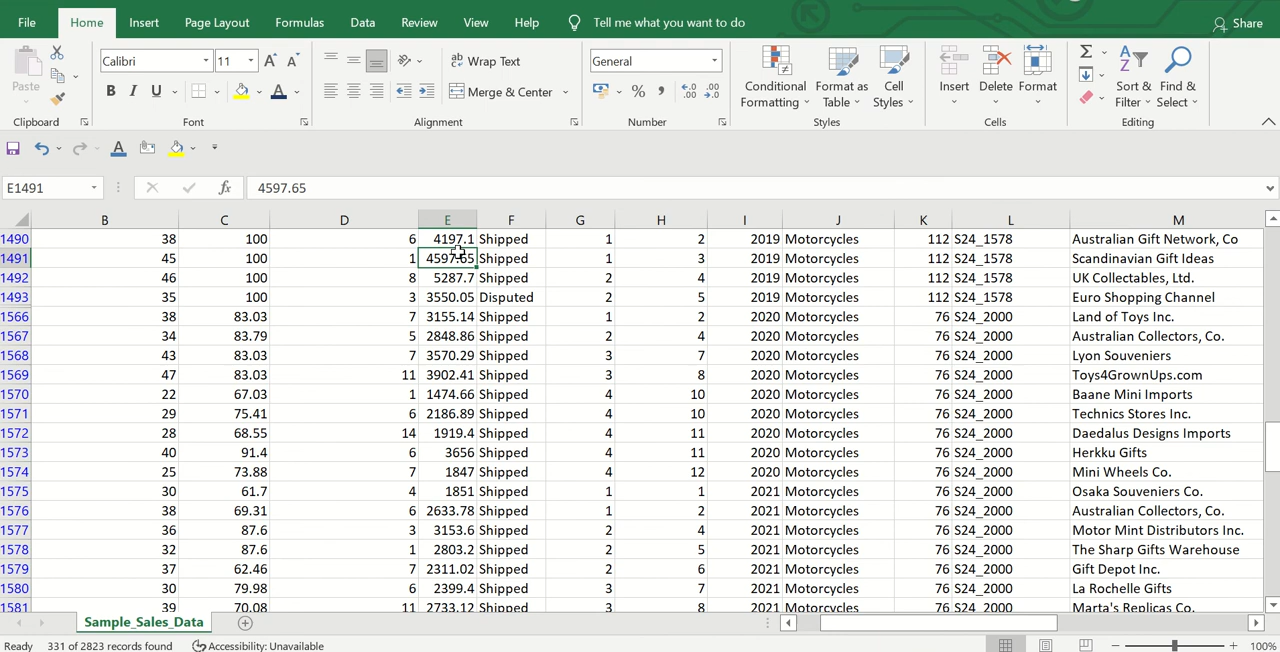 File Home Insert Page Layout Formulas Data Review View Help Tell me what you want to do Share
Paste Calibri 11 A A B I U A Wrap Text Merge & Center General % , Conditional Formatting Format as Table Cell Styles Insert Delete Format Sort & Filter Find & Select
Clipboard Font Alignment Number Styles Cells Editing
E1491 fx 4597.65
B C D E F G H I J K L M
1490 38 100 6 4197.1 Shipped 1 2 2019 Motorcycles 112 S24_1578 Australian Gift Network, Co
1491 45 100 1 4597.65 Shipped 1 3 2019 Motorcycles 112 S24_1578 Scandinavian Gift Ideas
1492 46 100 8 5287.7 Shipped 2 4 2019 Motorcycles 112 S24_1578 UK Collectables, Ltd.
1493 35 100 3 3550.05 Disputed 2 5 2019 Motorcycles 112 S24_1578 Euro Shopping Channel
1566 38 83.03 7 3155.14 Shipped 1 2 2020 Motorcycles 76 S24_2000 Land of Toys Inc.
1567 34 83.79 5 2848.86 Shipped 2 4 2020 Motorcycles 76 S24_2000 Australian Collectors, Co.
1568 43 83.03 7 3570.29 Shipped 3 7 2020 Motorcycles 76 S24_2000 Lyon Souveniers
1569 47 83.03 11 3902.41 Shipped 3 8 2020 Motorcycles 76 S24_2000 Toys4GrownUps.com
1570 22 67.03 1 1474.66 Shipped 4 10 2020 Motorcycles 76 S24_2000 Baane Mini Imports
1571 29 75.41 6 2186.89 Shipped 4 10 2020 Motorcycles 76 S24_2000 Technics Stores Inc.
1572 28 68.55 14 1919.4 Shipped 4 11 2020 Motorcycles 76 S24_2000 Daedalus Designs Imports
1573 40 91.4 6 3656 Shipped 4 11 2020 Motorcycles 76 S24_2000 Herkku Gifts
1574 25 73.88 7 1847 Shipped 4 12 2020 Motorcycles 76 S24_2000 Mini Wheels Co.
1575 30 61.7 4 1851 Shipped 1 1 2021 Motorcycles 76 S24_2000 Osaka Souveniers Co.
1576 38 69.31 6 2633.78 Shipped 1 2 2021 Motorcycles 76 S24_2000 Australian Collectors, Co.
1577 36 87.6 3 3153.6 Shipped 2 4 2021 Motorcycles 76 S24_2000 Motor Mint Distributors Inc.
1578 32 87.6 1 2803.2 Shipped 2 5 2021 Motorcycles 76 S24_2000 The Sharp Gifts Warehouse
1579 37 62.46 7 2311.02 Shipped 2 6 2021 Motorcycles 76 S24_2000 Gift Depot Inc.
1580 30 79.98 6 2399.4 Shipped 3 7 2021 Motorcycles 76 S24_2000 La Rochelle Gifts
1581 39 70.08 11 2733.12 Shipped 3 8 2021 Motorcycles 76 S24_2000 Marta's Replicas Co.
Sample_Sales_Data
Ready 331 of 2823 records found Accessibility: Unavailable 100%